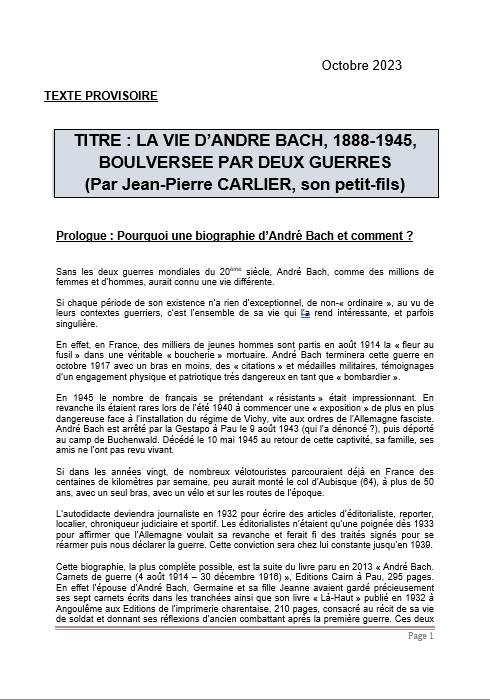 Octobre 2023
TEXTE PROVISOIRE
TITRE : LA VIE D’ANDRE BACH, 1888-1945,
BOULVERSEE PAR DEUX GUERRES
(Par Jean-Pierre CARLIER, son petit-fils)
Prologue : Pourquoi une biographie d’André Bach et comment ?
Sans les deux guerres mondiales du 20ème siècle, André Bach, comme des millions de
femmes et d’hommes, aurait connu une vie différente.
Si chaque période de son existence n’a rien d’exceptionnel, de non-« ordinaire », au vu de
leurs contextes guerriers, c’est l’ensemble de sa vie qui l’a rend intéressante, et parfois
singulière.
En effet, en France, des milliers de jeunes hommes sont partis en août 1914 la « fleur au
fusil » dans une véritable « boucherie » mortuaire. André Bach terminera cette guerre en
octobre 1917 avec un bras en moins, des « citations » et médailles militaires, témoignages
d’un engagement physique et patriotique très dangereux en tant que « bombardier ».
En 1945 le nombre de français se prétendant « résistants » était impressionnant. En
revanche ils étaient rares lors de l’été 1940 à commencer une « exposition » de plus en plus
dangereuse face à l’installation du régime de Vichy, vite aux ordres de l’Allemagne fasciste.
André Bach est arrêté par la Gestapo à Pau le 9 août 1943 (qui l’a dénoncé ?), puis déporté
au camp de Buchenwald. Décédé le 10 mai 1945 au retour de cette captivité, sa famille, ses
amis ne l’ont pas revu vivant.
Si dans les années vingt, de nombreux vélotouristes parcouraient déjà en France des
centaines de kilomètres par semaine, peu aurait monté le col d’Aubisque (64), à plus de 50
ans, avec un seul bras, avec un vélo et sur les routes de l’époque.
L’autodidacte deviendra journaliste en 1932 pour écrire des articles d’éditorialiste, reporter,
localier, chroniqueur judiciaire et sportif. Les éditorialistes n’étaient qu’une poignée dès 1933
pour affirmer que l’Allemagne voulait sa revanche et ferait fi des traités signés pour se
réarmer puis nous déclarer la guerre. Cette conviction sera chez lui constante jusqu’en 1939.
Cette biographie, la plus complète possible, est la suite du livre paru en 2013 « André Bach.
Carnets de guerre (4 août 1914 – 30 décembre 1916) », Editions Cairn à Pau, 295 pages.
En effet l’épouse d’André Bach, Germaine et sa fille Jeanne avaient gardé précieusement
ses sept carnets écrits dans les tranchées ainsi que son livre « Là-Haut » publié en 1932 à
Angoulême aux Editions de l’imprimerie charentaise, 210 pages, consacré au récit de sa vie
de soldat et donnant ses réflexions d’ancien combattant après la première guerre. Ces deux
Page 1